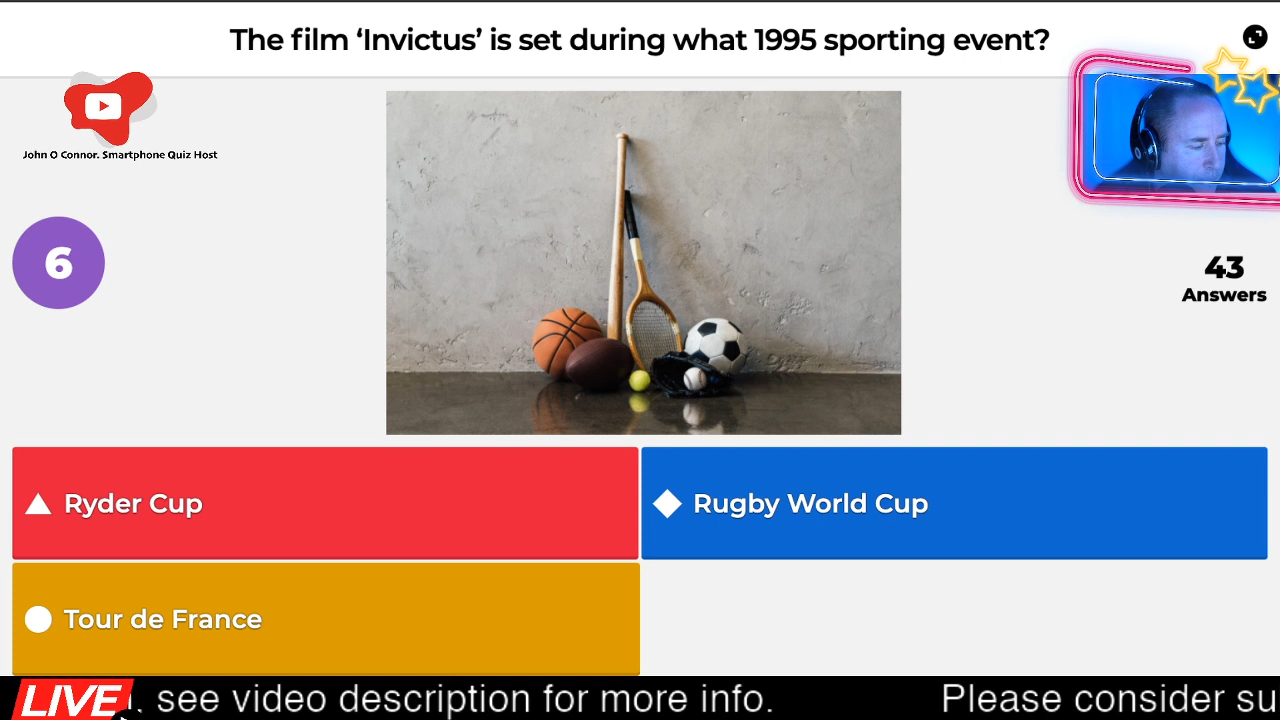 The film ‘Invictus’ is set during what 1995 sporting event?
John O Connor. Smartphone Quiz Host
6
43
Answers
Ryder Cup
Rugby World Cup
Tour de France
LIVE
. see video description for more info. Please consider su